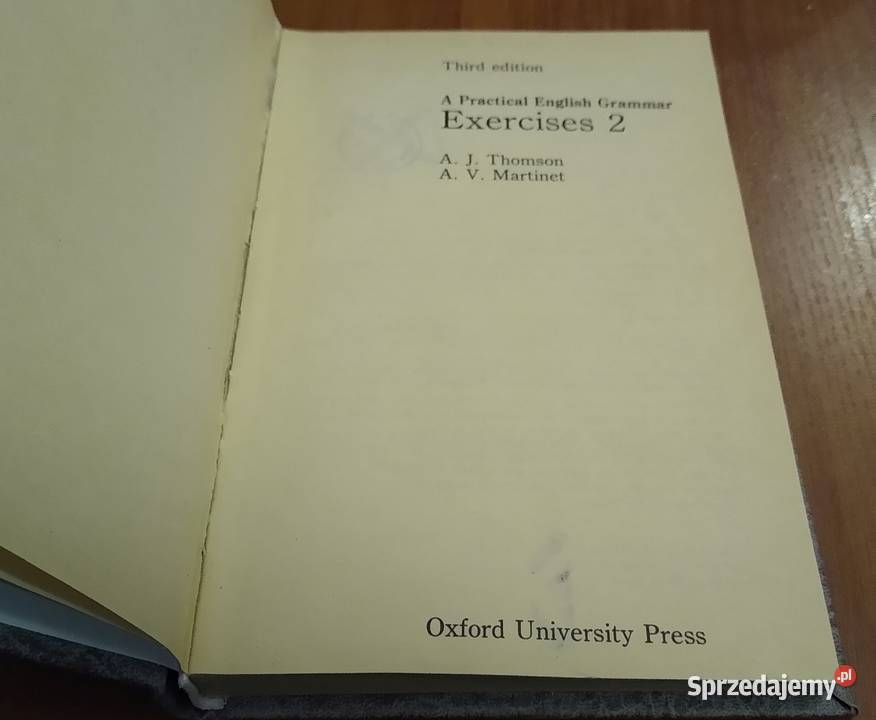 Third edition
A Practical English Grammar
Exercises 2
A. J. Thomson
A. V. Martinet
Oxford University Press
Sprzedajemy.pl